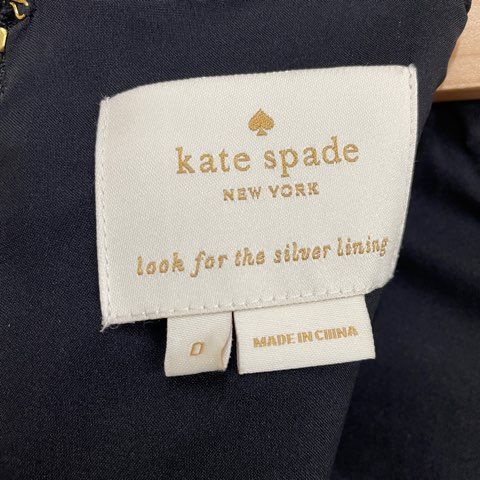 kate spade
NEW YORK
look for the silver lining
0
MADE IN CHINA